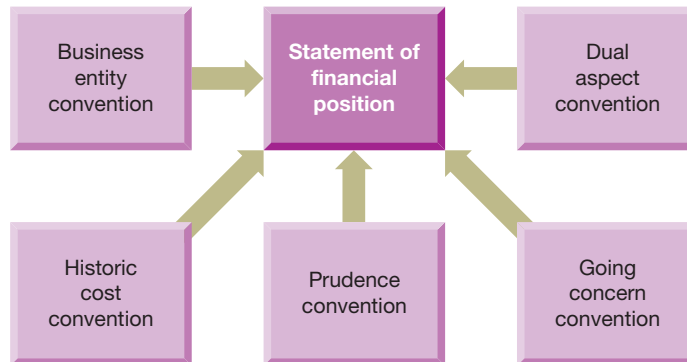 Business
entity
convention
Statement of
financial
position
Dual
aspect
convention
Historic
cost
convention
Prudence
convention
Going
concern
convention